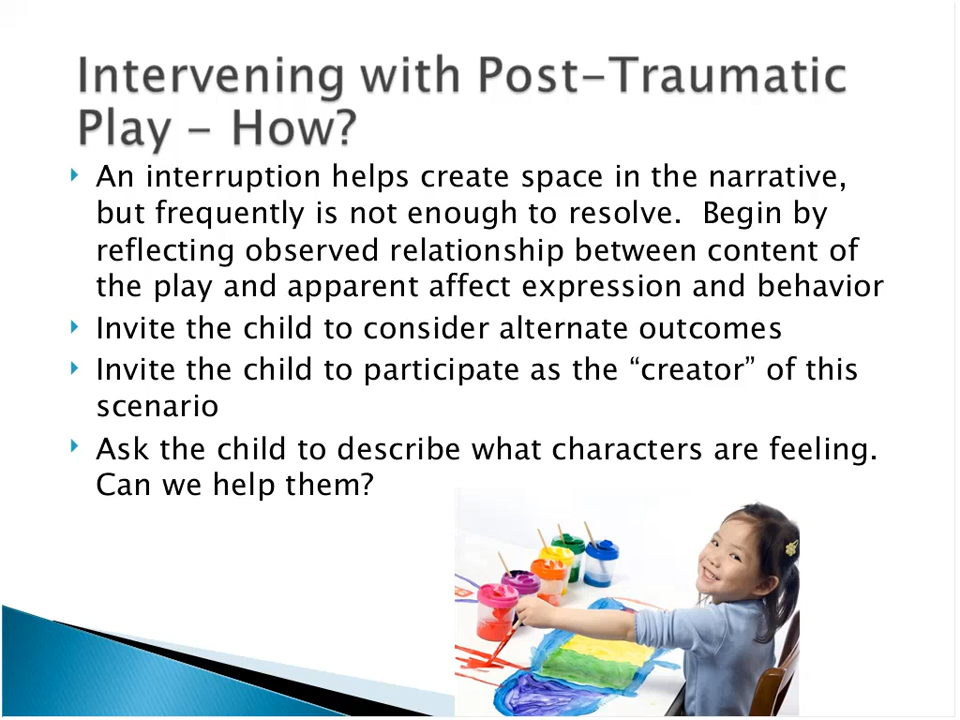 Intervening with Post-Traumatic
Play - How?
An interruption helps create space in the narrative,
but frequently is not enough to resolve.  Begin by
reflecting observed relationship between content of
the play and apparent affect expression and behavior
Invite the child to consider alternate outcomes
Invite the child to participate as the “creator” of this
scenario
Ask the child to describe what characters are feeling.
Can we help them?